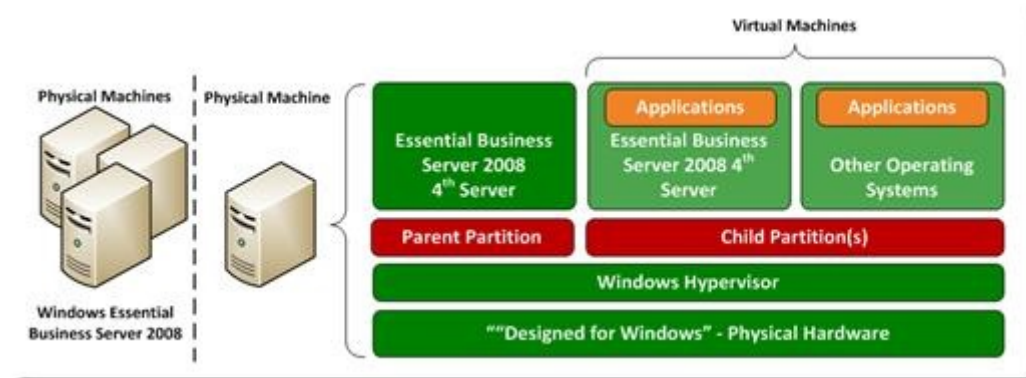 Virtual Machines
Physical Machines
Physical Machine
Applications
Applications
Essential Business
Server 2008
4th Server
Essential Business
Server 2008 4th
Server
Other Operating
Systems
Parent Partition
Child Partition(s)
Windows Hypervisor
Windows Essential
Business Server 2008
““Designed for Windows” - Physical Hardware